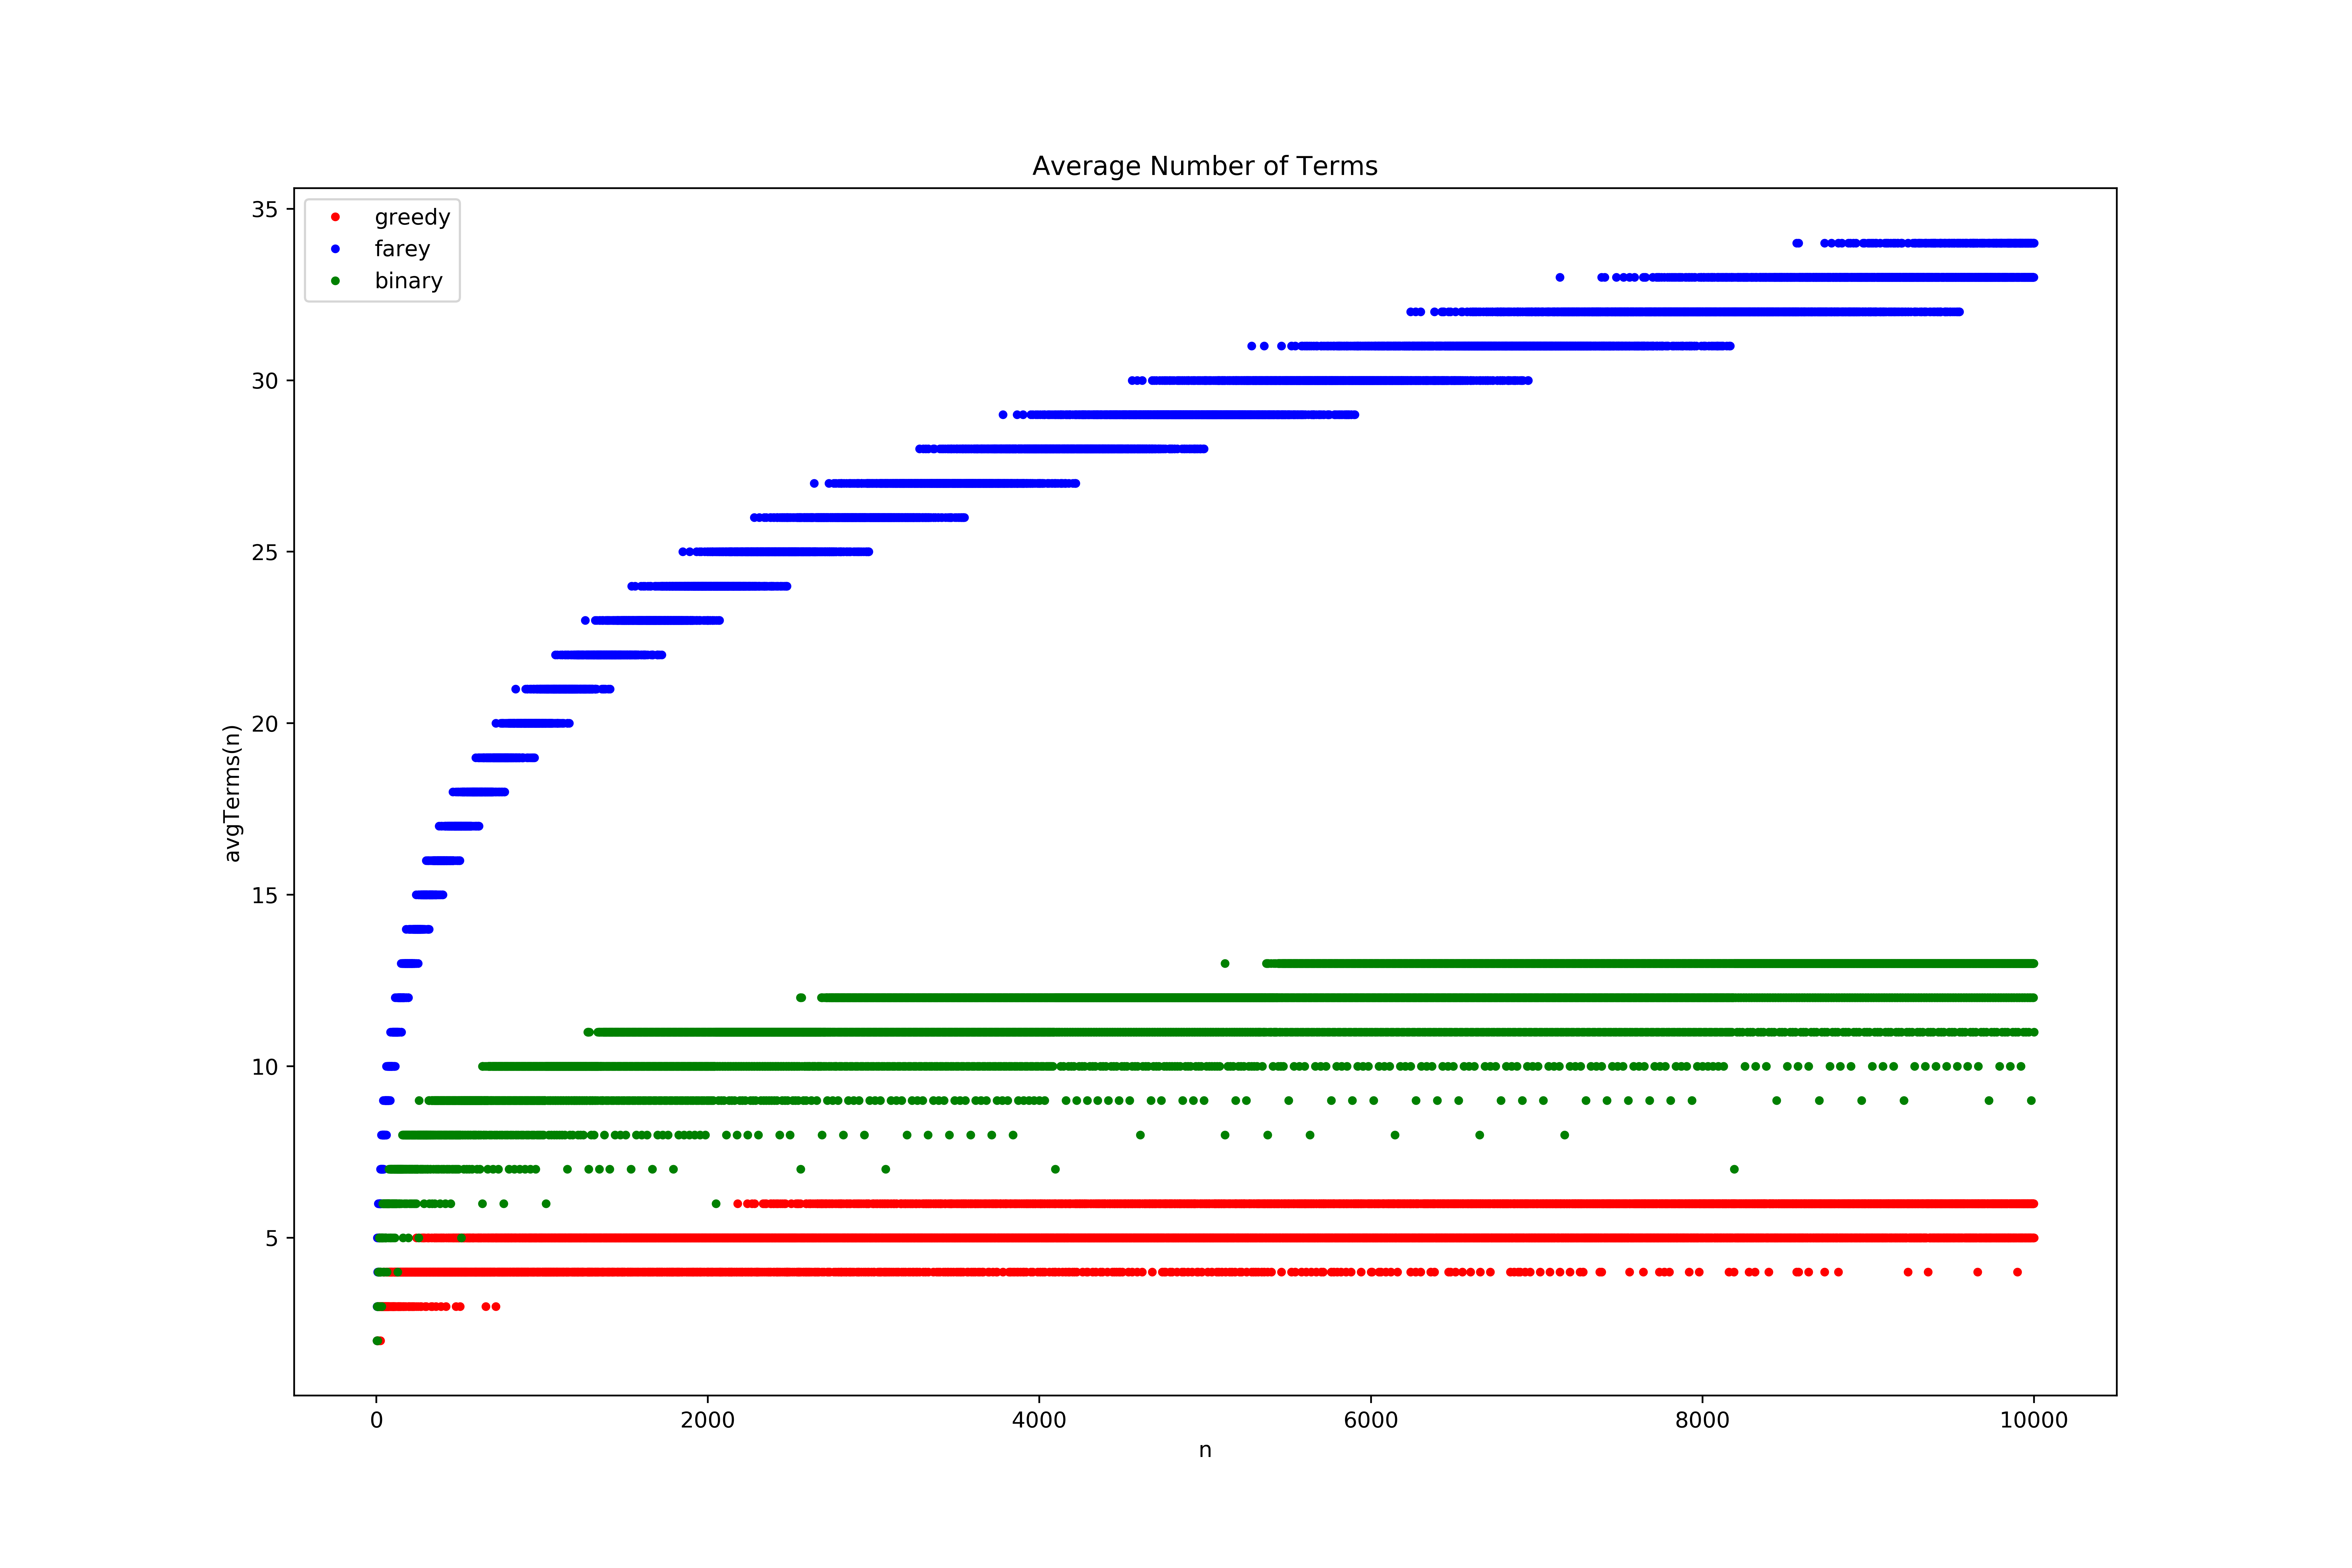 Average Number of Terms
greedy
farey
binary
avgTerms(n)
35
30
25
20
15
10
5
0 2000 4000 6000 8000 10000
n